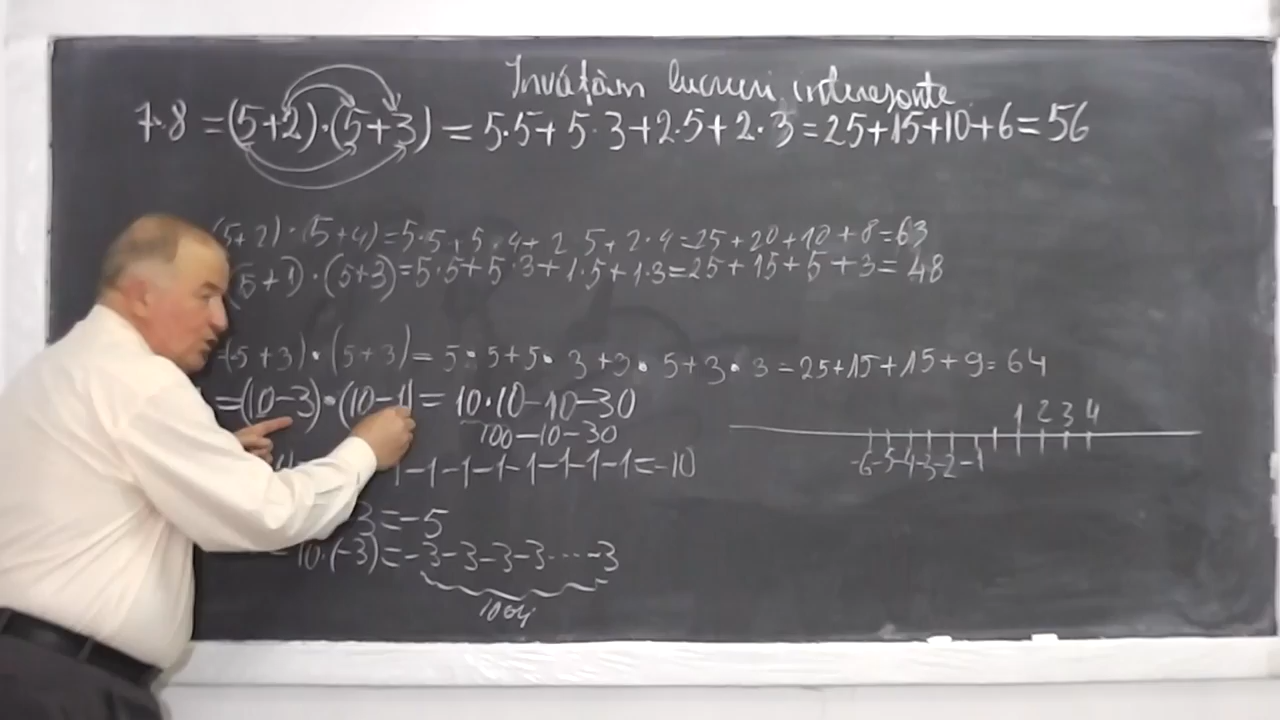 Învățăm lucruri interesante
7·8 = (5+2)·(5+3) = 5·5+5·3+2·5+2·3=25+15+10+6=56
(5+2)·(5+4)=5·5+5·4+2·5+2·4=25+20+10+8=63
(5+1)·(5+3)=5·5+5·3+1·5+1·3=25+15+5+3=48
=(5+3)·(5+3)=5·5+5·3+3·5+3·3=25+15+15+9=64
=(10-3)·(10-1)=10·10-10-30
100-10-30
1 2 3 4
-6-5-4-3-2-1
-1-1-1-1-1-1-1-1=-10
-3=-5
=10·(-3)=-3-3-3-3.....-3
10 ori